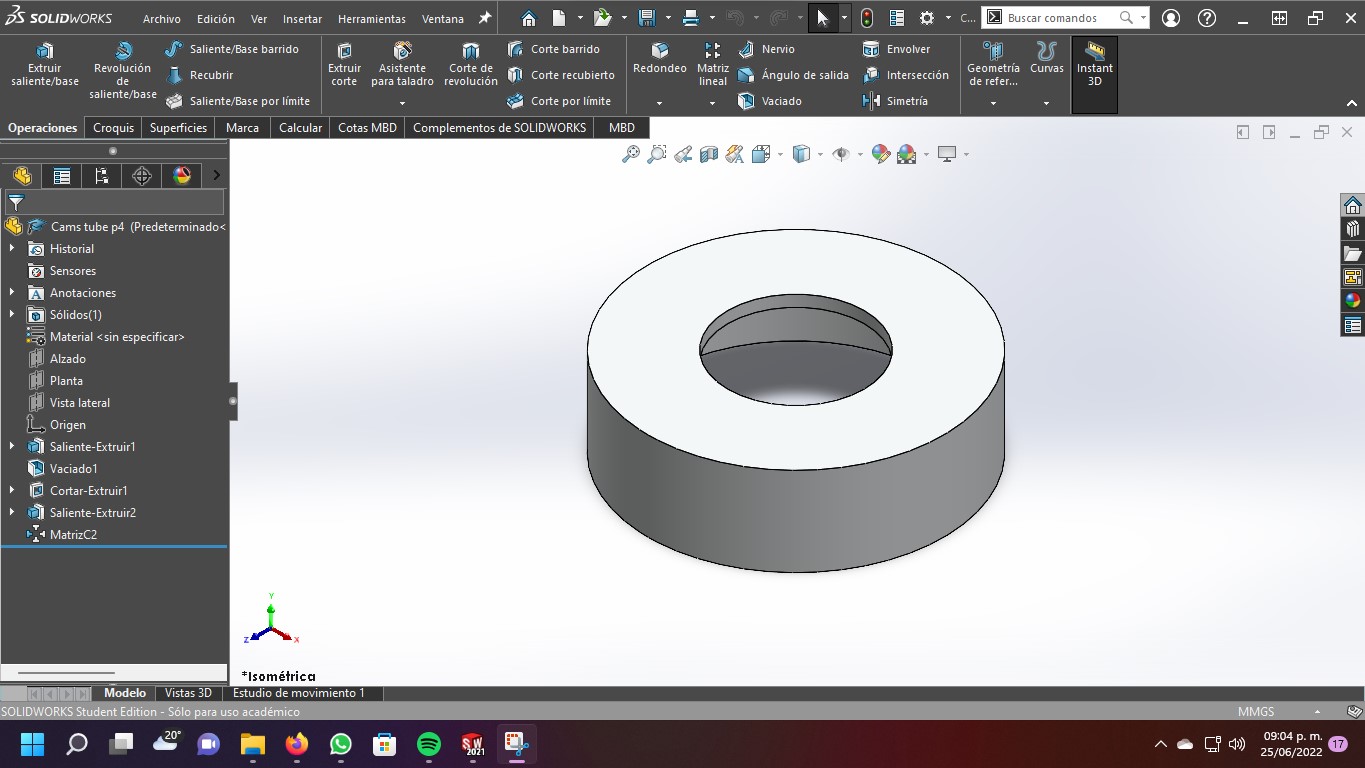 SOLIDWORKS Archivo Edición Ver Insertar Herramientas Ventana C... Buscar comandos
Extruir saliente/base
Revolución de saliente/base
Saliente/Base barrido
Recubrir
Saliente/Base por límite
Extruir corte
Asistente para taladro
Corte de revolución
Corte barrido
Corte recubierto
Corte por límite
Redondeo
Matriz lineal
Nervio
Ángulo de salida
Vaciado
Envolver
Intersección
Simetría
Geometría de refer...
Curvas
Instant 3D
Operaciones Croquis Superficies Marca Calcular Cotas MBD Complementos de SOLIDWORKS MBD
Cams tube p4 (Predeterminado<
Historial
Sensores
Anotaciones
Sólidos(1)
Material <sin especificar>
Alzado
Planta
Vista lateral
Origen
Saliente-Extruir1
Vaciado1
Cortar-Extruir1
Saliente-Extruir2
MatrizC2
Y
Z
X
*Isométrica
Modelo Vistas 3D Estudio de movimiento 1
SOLIDWORKS Student Edition - Sólo para uso académico MMGS
20°
SW 2021
09:04 p. m.
25/06/2022
17